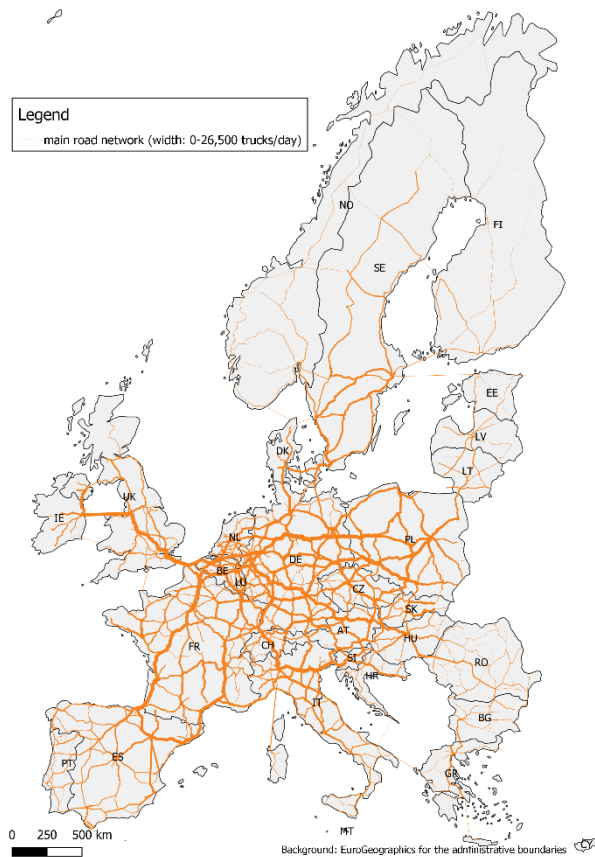 Legend
main road network (width: 0-26,500 trucks/day)
NO
FI
SE
EE
LV
LT
DK
UK
IE
NL
BE
LU
DE
PL
CZ
SK
AT
HU
CH
FR
SI
HR
RO
IT
BG
PT
ES
GR
MT
CY
0 250 500 km
Background: EuroGeographics for the administrative boundaries